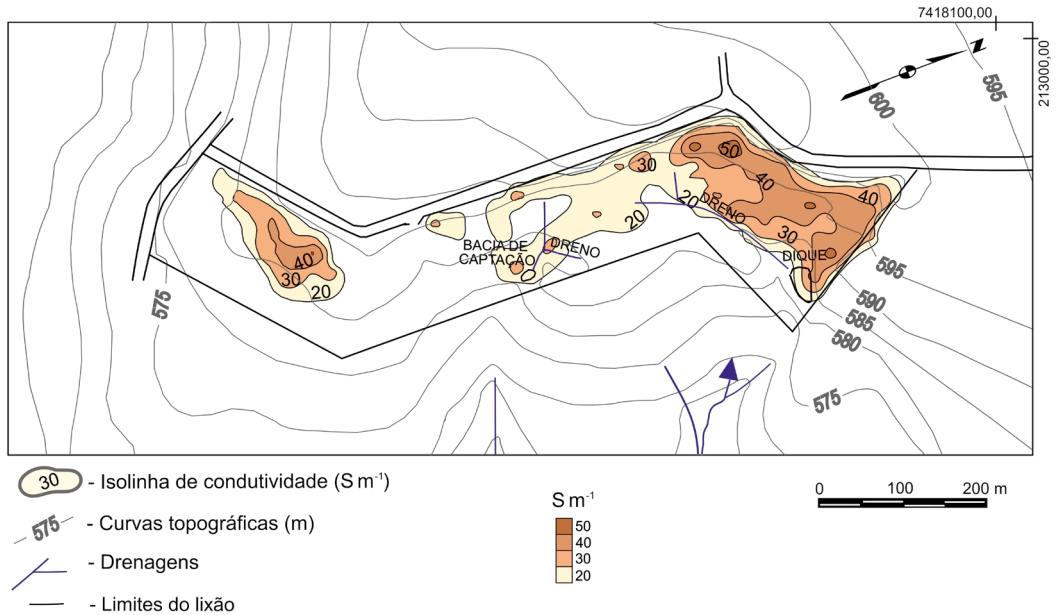 7418100,00
213000,00
N
595
600
50
30
40
40
20
20
DRENO
30
DIQUE
595
590
585
580
575
BACIA DE
CAPTAÇÃO
DRENO
40
30
20
575
30 - Isolinha de condutividade (S m⁻¹)
575 - Curvas topográficas (m)
- Drenagens
- Limites do lixão
S m⁻¹
50
40
30
20
0 100 200 m